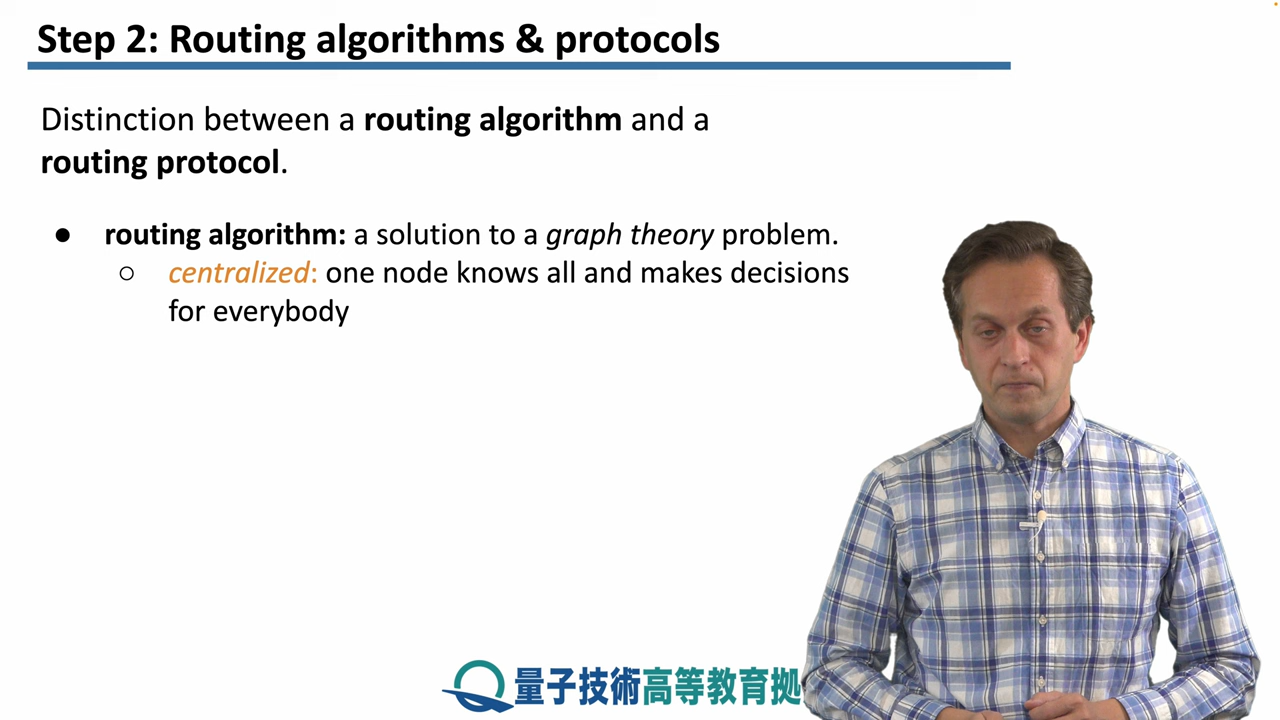 Step 2: Routing algorithms & protocols
Distinction between a routing algorithm and a
routing protocol.
● routing algorithm: a solution to a graph theory problem.
○ centralized: one node knows all and makes decisions
for everybody
量子技術高等教育拠